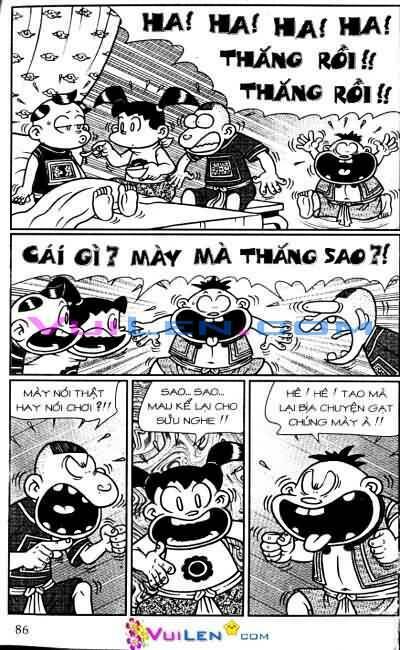 HA! HA! HA! HA!
THẮNG RỒI!!
THẮNG RỒI!!
CÁI GÌ? MÀY MÀ THẮNG SAO?!
VUILEN.COM
MÀY NÓI THẬT
HAY NÓI CHƠI?!!
SAO... SAO...
MAU KỂ LẠI CHO
SỬU NGHE!!
HÊ! HÊ! TAO MÀ
LẠI BỊA CHUYỆN GẠT
CHÚNG MÀY À!!
86
VUILEN.COM